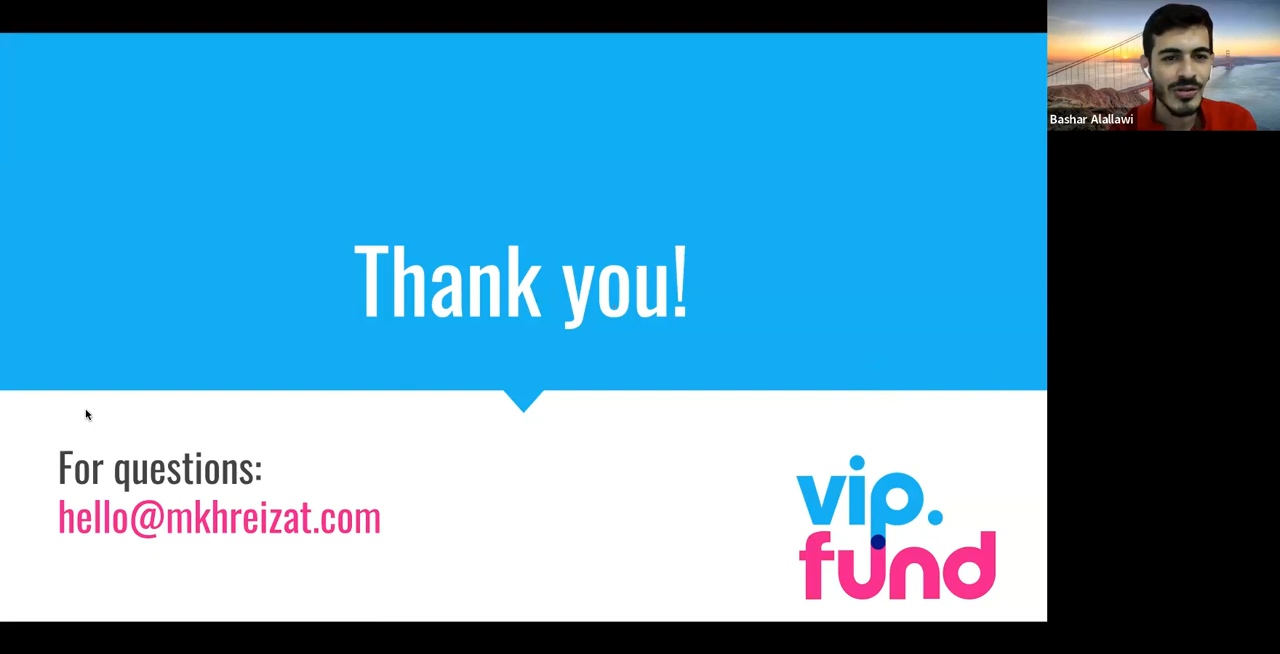 Thank you!
For questions:
hello@mkhreizat.com
vip.
fund
Bashar Alallawi